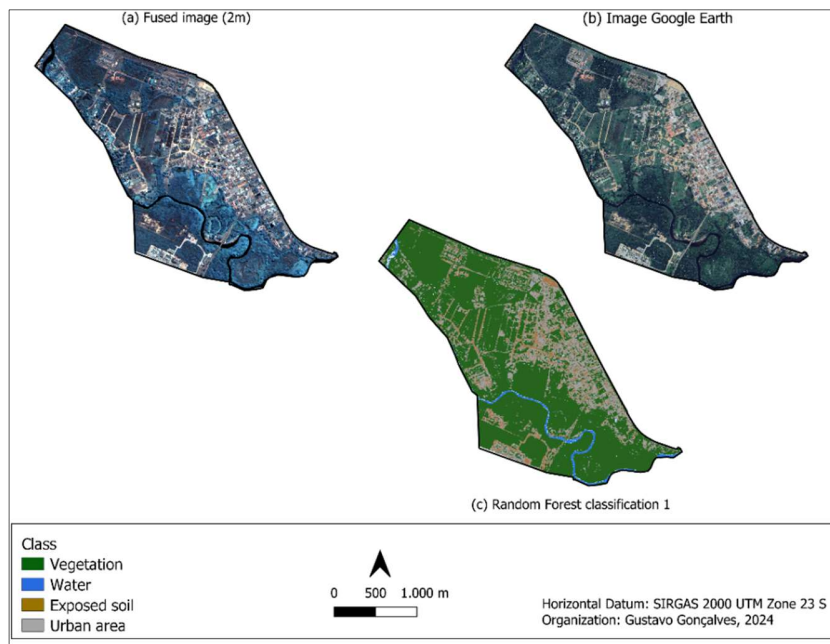 (a) Fused image (2m)
(b) Image Google Earth
(c) Random Forest classification 1
Class
Vegetation
Water
Exposed soil
Urban area
0 500 1.000 m
Horizontal Datum: SIRGAS 2000 UTM Zone 23 S
Organization: Gustavo Gonçalves, 2024